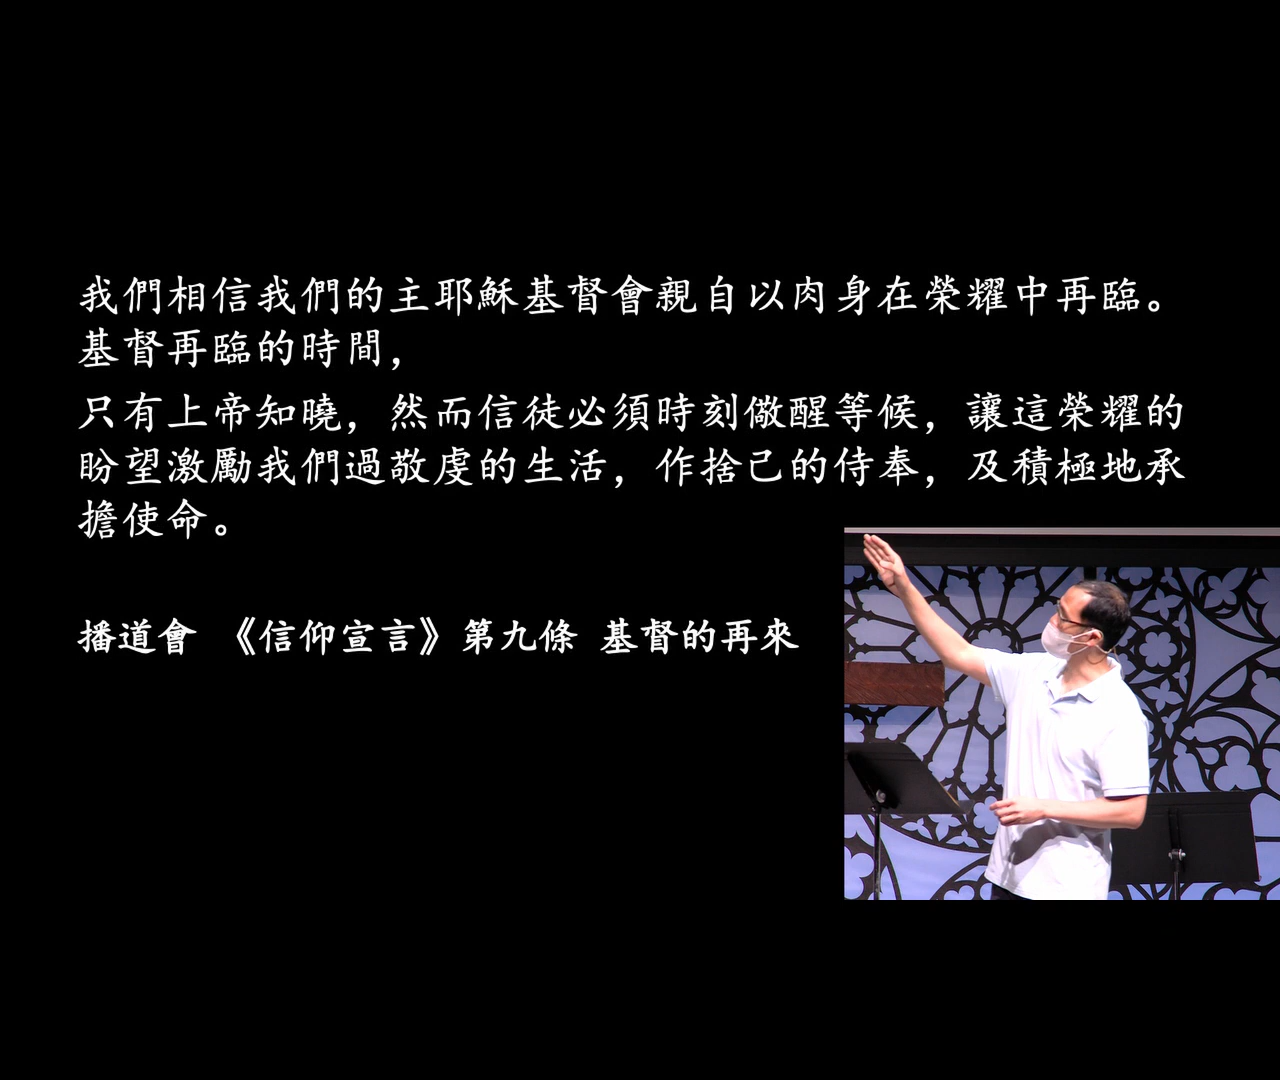 我們相信我們的主耶穌基督會親自以肉身在榮耀中再臨。
基督再臨的時間，
只有上帝知曉，然而信徒必須時刻儆醒等候，讓這榮耀的
盼望激勵我們過敬虔的生活，作捨己的侍奉，及積極地承
擔使命。
播道會 《信仰宣言》第九條 基督的再來